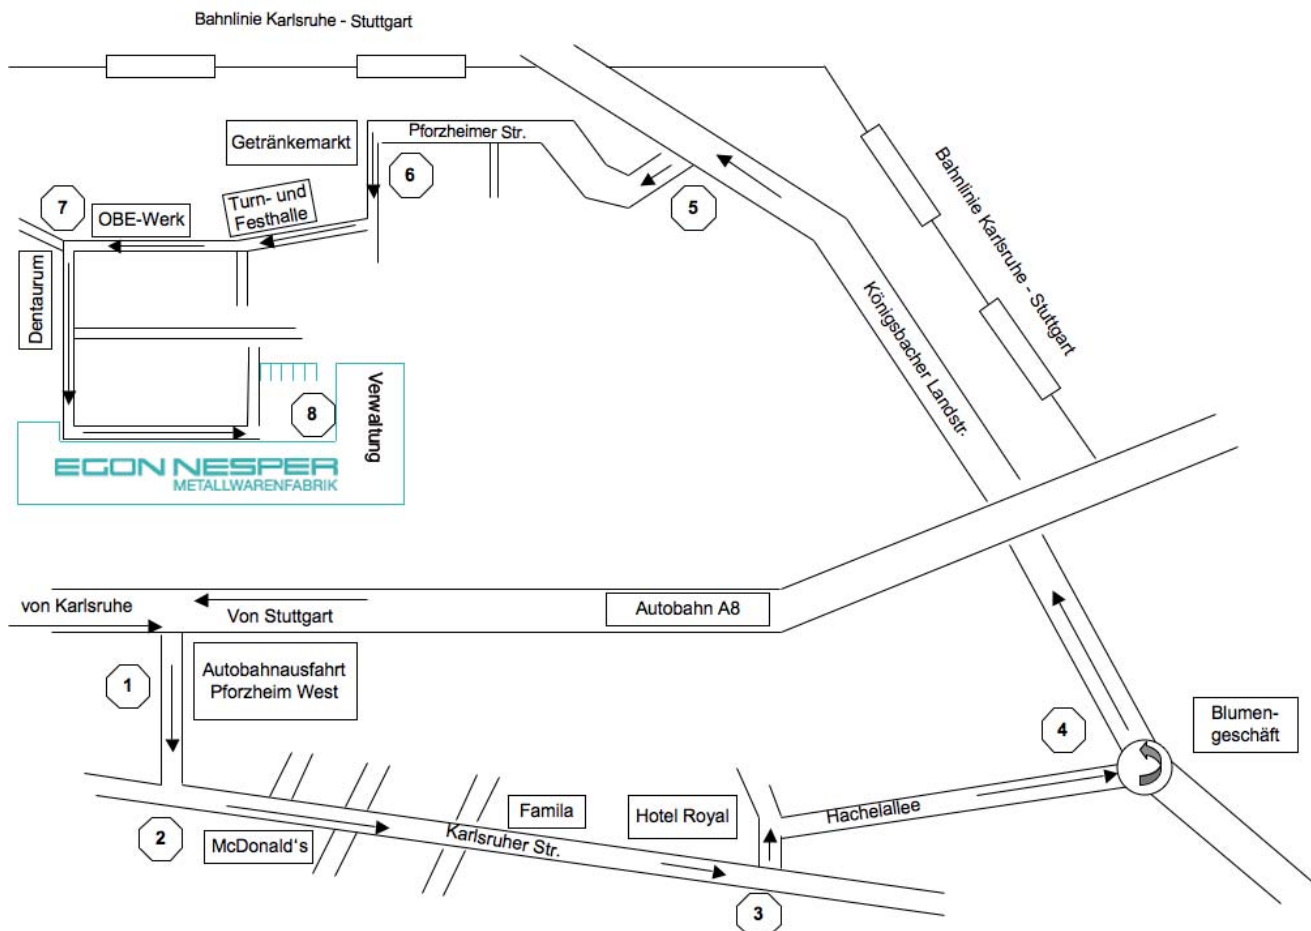 Bahnlinie Karlsruhe - Stuttgart
Getränkemarkt
Pforzheimer Str.
6
5
7
OBE-Werk
Turn- und
Festhalle
Dentaurum
Bahnlinie Karlsruhe - Stuttgart
Königsbacher Landstr.
8
Verwaltung
EGON NESPER
METALLWARENFABRIK
von Karlsruhe
Von Stuttgart
Autobahn A8
1
Autobahnausfahrt
Pforzheim West
4
Blumen-
geschäft
2
McDonald's
Famila
Karlsruher Str.
Hotel Royal
Hachelallee
3